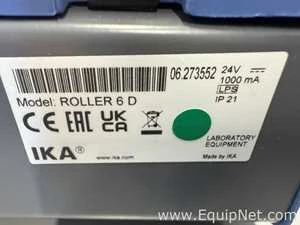 06.273552 24V
1000 mA
Model: ROLLER 6 D
LPS
IP 21
CE EAC UK CA
LABORATORY
EQUIPMENT
IKA®
www.ika.com
Made by IKA
www.EquipNet.com